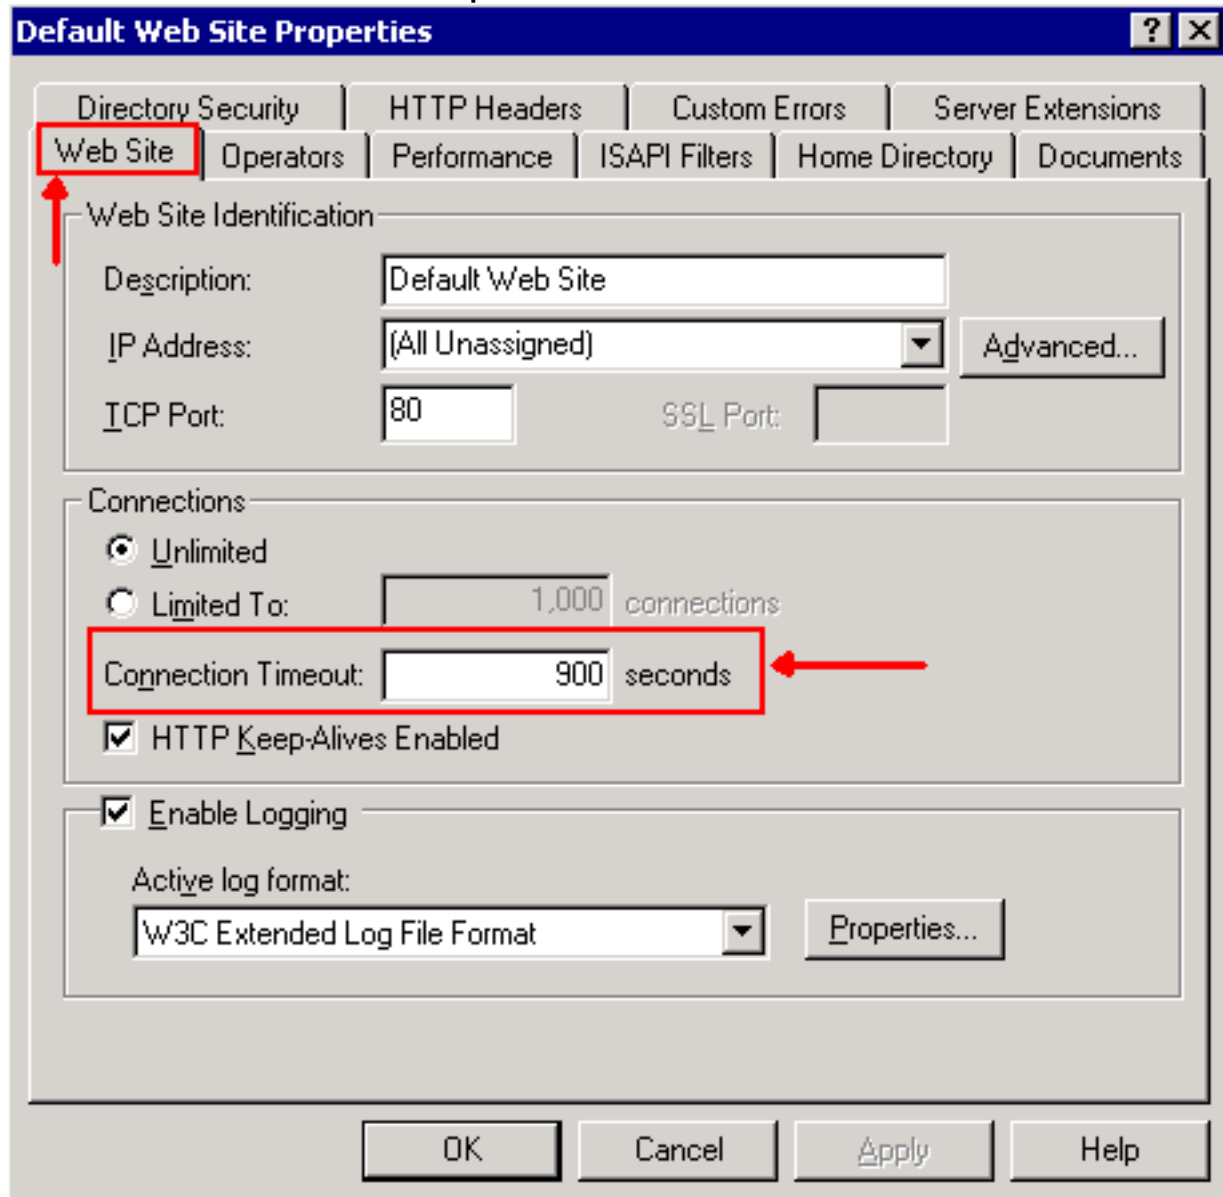 Default Web Site Properties
Directory Security HTTP Headers Custom Errors Server Extensions
Web Site Operators Performance ISAPI Filters Home Directory Documents
Web Site Identification
Description: Default Web Site
IP Address: (All Unassigned) Advanced...
TCP Port: 80 SSL Port:
Connections
Unlimited
Limited To: 1,000 connections
Connection Timeout: 900 seconds
HTTP Keep-Alives Enabled
Enable Logging
Active log format:
W3C Extended Log File Format Properties...
OK Cancel Apply Help